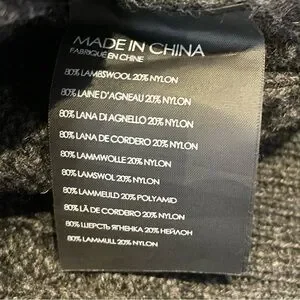 MADE IN CHINA
FABRIQUÉ EN CHINE
80% LAMBSWOOL 20% NYLON
80% LAINE D'AGNEAU 20% NYLON
80% LANA DI AGNELLO 20% NYLON
80% LANA DE CORDERO 20% NYLON
80% LAMMWOLLE 20% NYLON
80% LAMSWOL 20% NYLON
80% LAMMEULD 20% POLYAMID
80% LÃ DE CORDEIRO 20% NYLON
80% ШЕРСТЬ ЯГНЕНКА 20% НЕЙЛОН
80% LAMMULL 20% NYLON